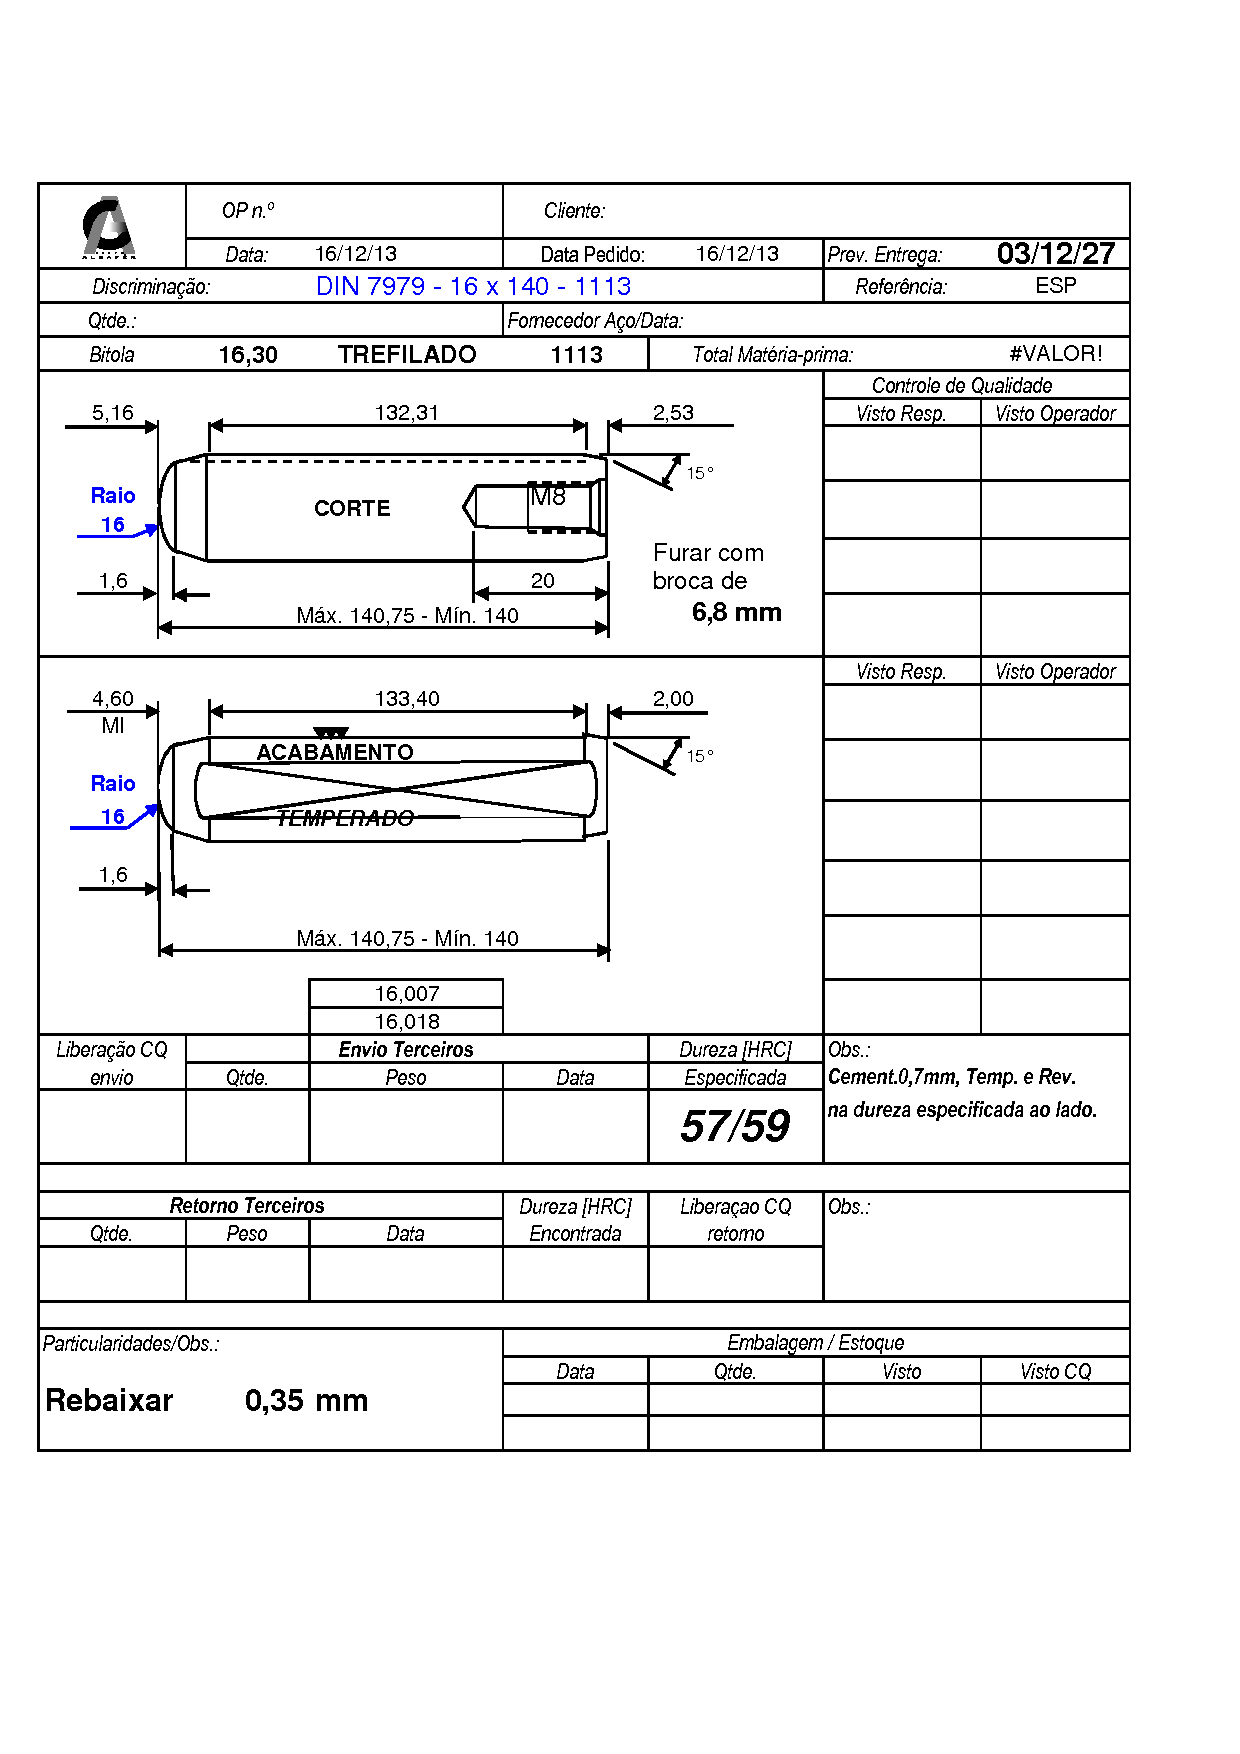 OP n.º Cliente:
Data: 16/12/13 Data Pedido: 16/12/13 Prev. Entrega: 03/12/27
Discriminação: DIN 7979 - 16 x 140 - 1113 Referência: ESP
Qtde.: Fornecedor Aço/Data:
Bitola 16,30 TREFILADO 1113 Total Matéria-prima: #VALOR!
Controle de Qualidade
5,16 132,31 2,53 Visto Resp. Visto Operador
15°
Raio M8
CORTE
16
Furar com
1,6 20 broca de
Máx. 140,75 - Mín. 140 6,8 mm
Visto Resp. Visto Operador
4,60 133,40 2,00
MI
ACABAMENTO 15°
Raio
16 TEMPERADO
1,6
Máx. 140,75 - Mín. 140
16,007
16,018
Liberação CQ Envio Terceiros Dureza [HRC] Obs.:
envio Qtde. Peso Data Especificada Cement.0,7mm, Temp. e Rev.
57/59 na dureza especificada ao lado.
Retorno Terceiros Dureza [HRC] Liberaçao CQ Obs.:
Qtde. Peso Data Encontrada retorno
Particularidades/Obs.: Embalagem / Estoque
Data Qtde. Visto Visto CQ
Rebaixar 0,35 mm